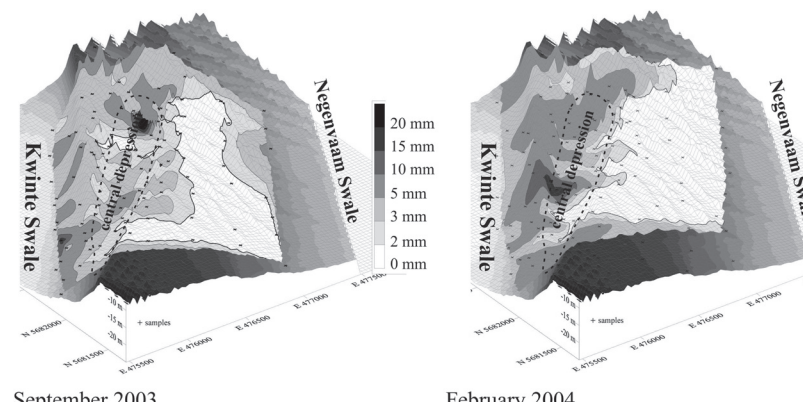 Kwinte Swale
central depression
Negenvaam Swale
20 mm
15 mm
10 mm
5 mm
3 mm
2 mm
0 mm
-10 m
-15 m
-20 m
+ samples
N 5682000
N 5681500
E 475500
E 476000
E 476500
E 477000
E 477500
September 2003
Kwinte Swale
central depression
Negenvaam Swale
-10 m
-15 m
-20 m
+ samples
N 5682000
N 5681500
E 475500
E 476000
E 476500
E 477000
February 2004